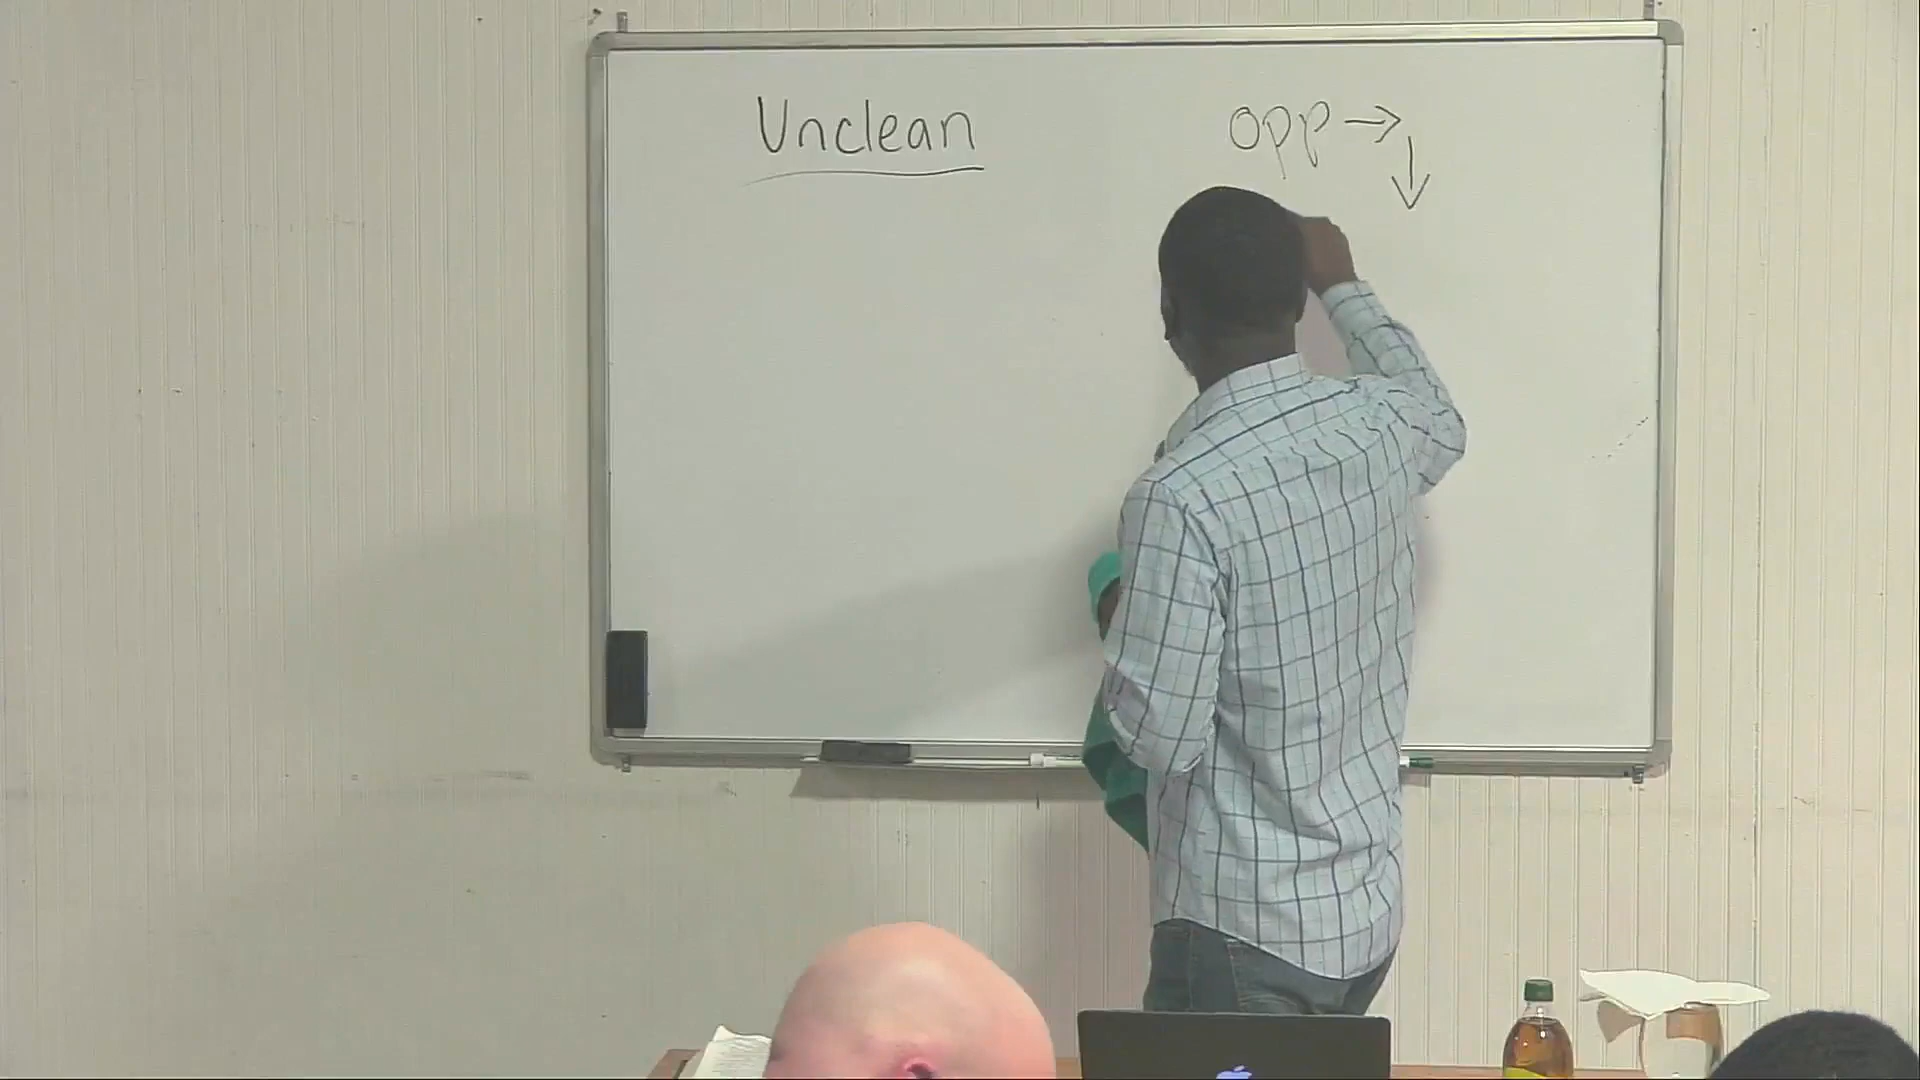 Unclean
Opp →
↓